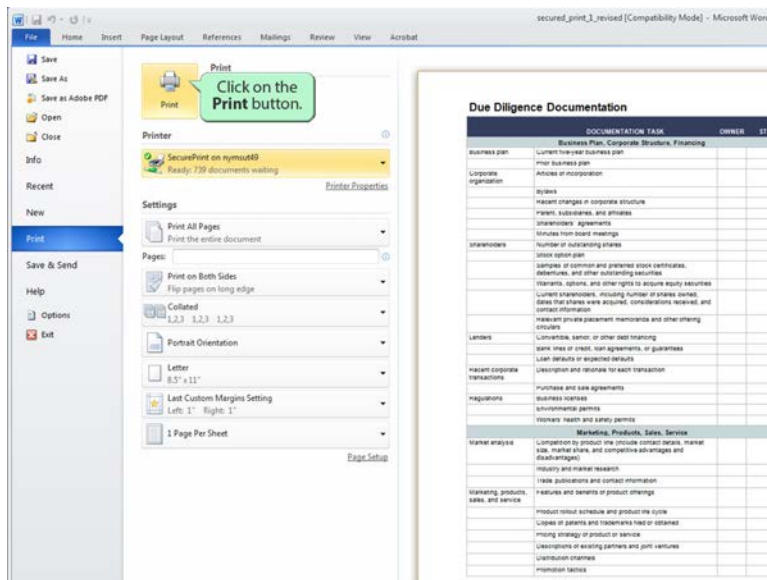 secured_print_1_revised [Compatibility Mode] - Microsoft Word
File Home Insert Page Layout References Mailings Review View Acrobat
Save
Save As
Save as Adobe PDF
Open
Close
Info
Recent
New
Print
Save & Send
Help
Options
Exit
Print
Print
Click on the
Print button.
Printer
SecurePrint on nymsut49
Ready: 739 documents waiting
Printer Properties
Settings
Print All Pages
Print the entire document
Pages:
Print on Both Sides
Flip pages on long edge
Collated
1,2,3 1,2,3 1,2,3
Portrait Orientation
Letter
8.5" x 11"
Last Custom Margins Setting
Left: 1" Right: 1"
1 Page Per Sheet
Page Setup
Due Diligence Documentation
DOCUMENTATION TASK OWNER ST
Business Plan, Corporate Structure, Financing
Business plan Current five-year business plan
Prior business plan
Corporate Articles of incorporation
organization
Bylaws
Recent changes in corporate structure
Parent, subsidiaries, and affiliates
Shareholders' agreements
Minutes from board meetings
Shareholders Number of outstanding shares
Stock option plan
Samples of common and preferred stock certificates,
debentures, and other outstanding securities
Warrants, options, and other rights to acquire equity securities
Current shareholders, including number of shares owned,
dates that shares were acquired, considerations received, and
contact information
Relevant private placement memoranda and other offering
circulars
Lenders Convertible, senior, or other debt financing
Bank lines of credit, loan agreements, or guarantees
Loan defaults or expected defaults
Recent corporate Description and rationale for each transaction
transactions
Purchase and sale agreements
Regulations Business licenses
Environmental permits
Workers' health and safety permits
Marketing, Products, Sales, Service
Market analysis Competition by product line (include contact details, market
size, market share, and competitive advantages and
disadvantages)
Industry and market research
Trade publications and contact information
Marketing, products, Features and benefits of product offerings
sales, and service
Product rollout schedule and product life cycle
Copies of patents and trademarks filed or obtained
Pricing strategy of product or service
Descriptions of existing partners and joint ventures
Distribution channels
Promotion tactics